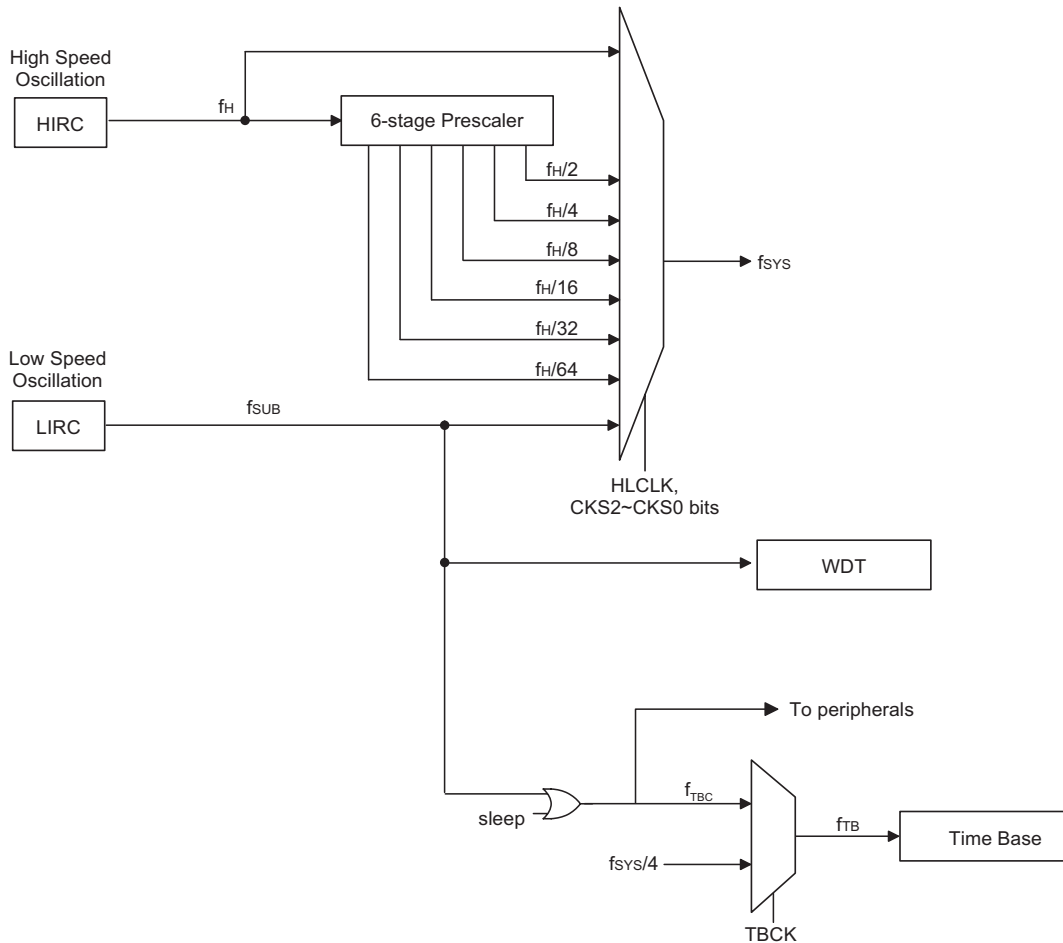 High Speed
Oscillation
HIRC
fH
6-stage Prescaler
fH/2
fH/4
fH/8
fH/16
fH/32
fH/64
fSYS
Low Speed
Oscillation
LIRC
fSUB
HLCLK,
CKS2~CKS0 bits
WDT
To peripherals
sleep
fTBC
fSYS/4
fTB
Time Base
TBCK